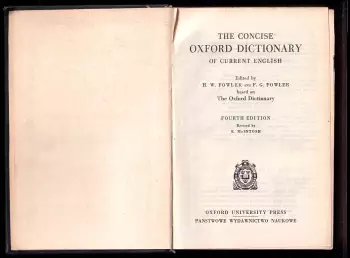 THE CONCISE
OXFORD DICTIONARY
OF CURRENT ENGLISH
Edited by
H. W. FOWLER AND F. G. FOWLER
based on
The Oxford Dictionary
FOURTH EDITION
Revised by
E. McINTOSH
OXFORD UNIVERSITY PRESS
PAŃSTWOWE WYDAWNICTWO NAUKOWE